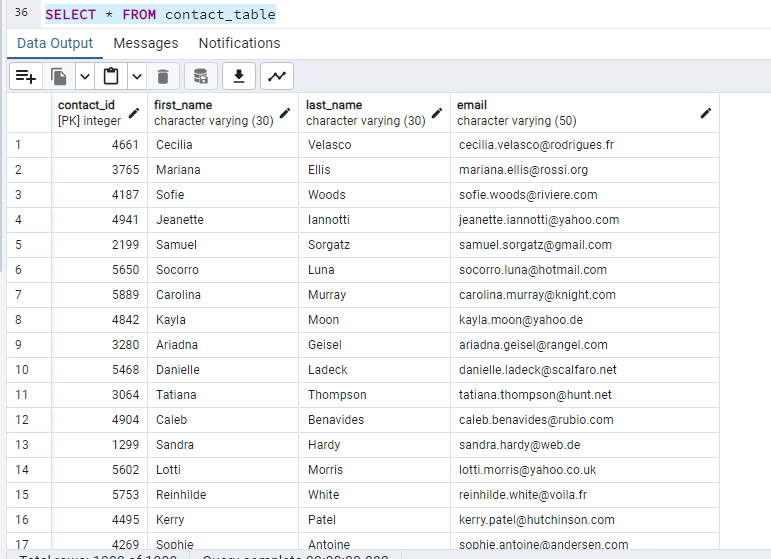 36 SELECT * FROM contact_table
Data Output Messages Notifications
contact_id first_name last_name email
[PK] integer character varying (30) character varying (30) character varying (50)
1 4661 Cecilia Velasco cecilia.velasco@rodrigues.fr
2 3765 Mariana Ellis mariana.ellis@rossi.org
3 4187 Sofie Woods sofie.woods@riviere.com
4 4941 Jeanette Iannotti jeanette.iannotti@yahoo.com
5 2199 Samuel Sorgatz samuel.sorgatz@gmail.com
6 5650 Socorro Luna socorro.luna@hotmail.com
7 5889 Carolina Murray carolina.murray@knight.com
8 4842 Kayla Moon kayla.moon@yahoo.de
9 3280 Ariadna Geisel ariadna.geisel@rangel.com
10 5468 Danielle Ladeck danielle.ladeck@scalfaro.net
11 3064 Tatiana Thompson tatiana.thompson@hunt.net
12 4904 Caleb Benavides caleb.benavides@rubio.com
13 1299 Sandra Hardy sandra.hardy@web.de
14 5602 Lotti Morris lotti.morris@yahoo.co.uk
15 5753 Reinhilde White reinhilde.white@voila.fr
16 4495 Kerry Patel kerry.patel@hutchinson.com
17 4269 Sophie Antoine sophie.antoine@andersen.com
Total rows: of Query complete